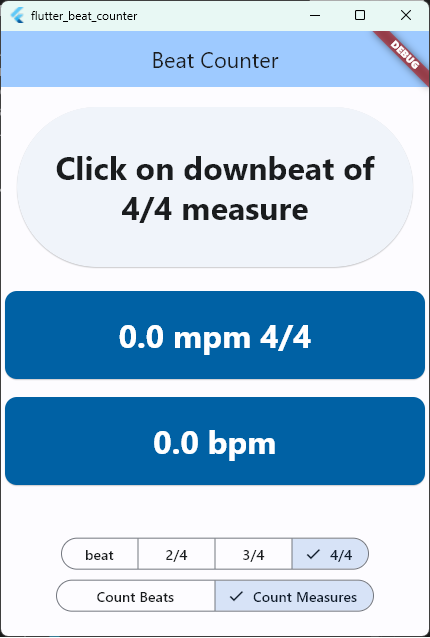 flutter_beat_counter
Beat Counter
DEBUG
Click on downbeat of
4/4 measure
0.0 mpm 4/4
0.0 bpm
beat 2/4 3/4 4/4
Count Beats Count Measures